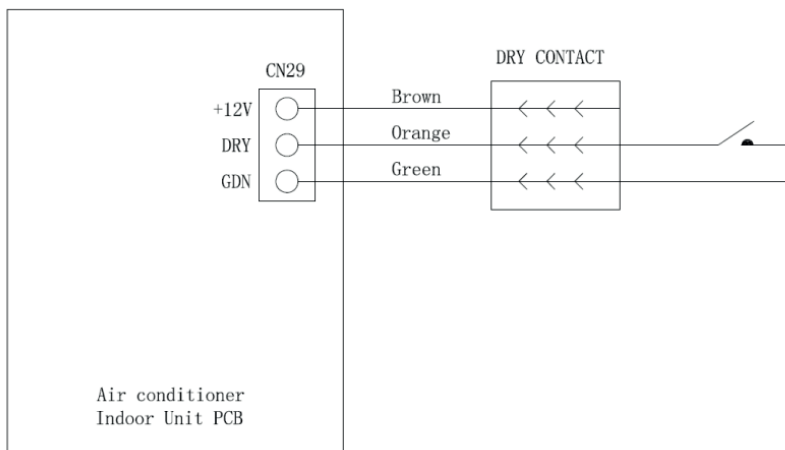 DRY CONTACT
CN29
+12V
Brown
DRY
Orange
GDN
Green
Air conditioner
Indoor Unit PCB